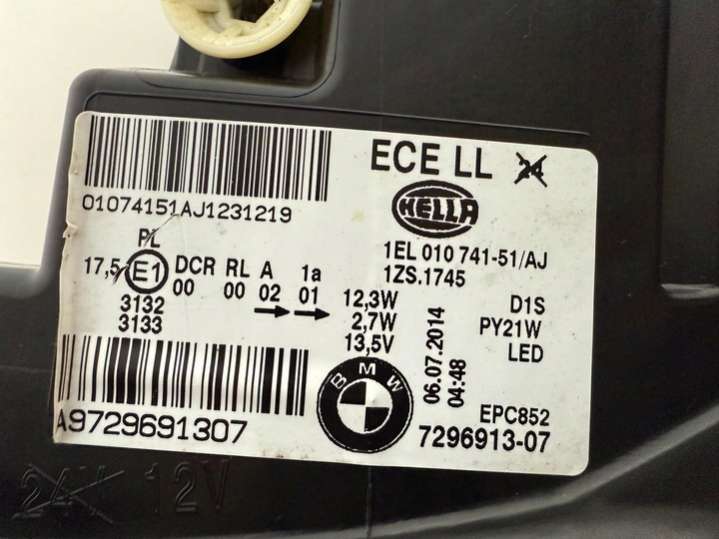 ECE LL 24
HELLA
01074151AJ1231219
1EL 010 741-51/AJ
1ZS.1745
PL
17,5 E1 DCR RL A 1a
00 00 02 01
3132
3133
12,3W D1S
2,7W PY21W
13,5V LED
06.07.2014
04:48
BMW
EPC852
A9729691307
7296913-07
24V 12V